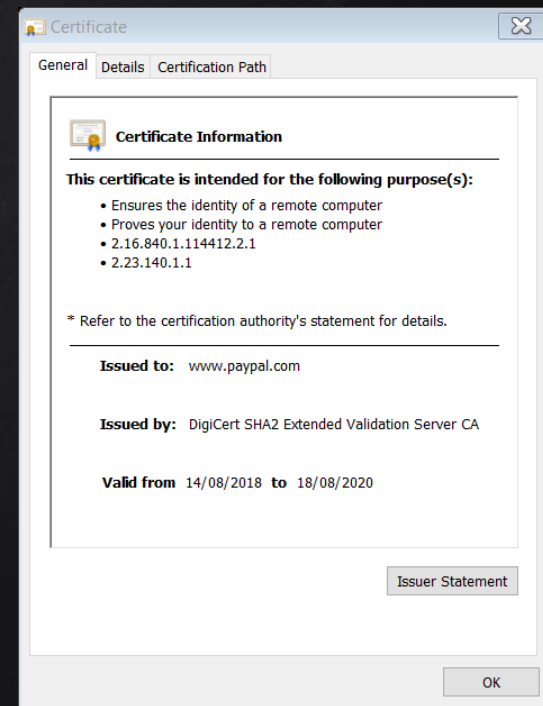 Certificate
General Details Certification Path
Certificate Information
This certificate is intended for the following purpose(s):
• Ensures the identity of a remote computer
• Proves your identity to a remote computer
• 2.16.840.1.114412.2.1
• 2.23.140.1.1
* Refer to the certification authority's statement for details.
Issued to: www.paypal.com
Issued by: DigiCert SHA2 Extended Validation Server CA
Valid from 14/08/2018 to 18/08/2020
Issuer Statement
OK